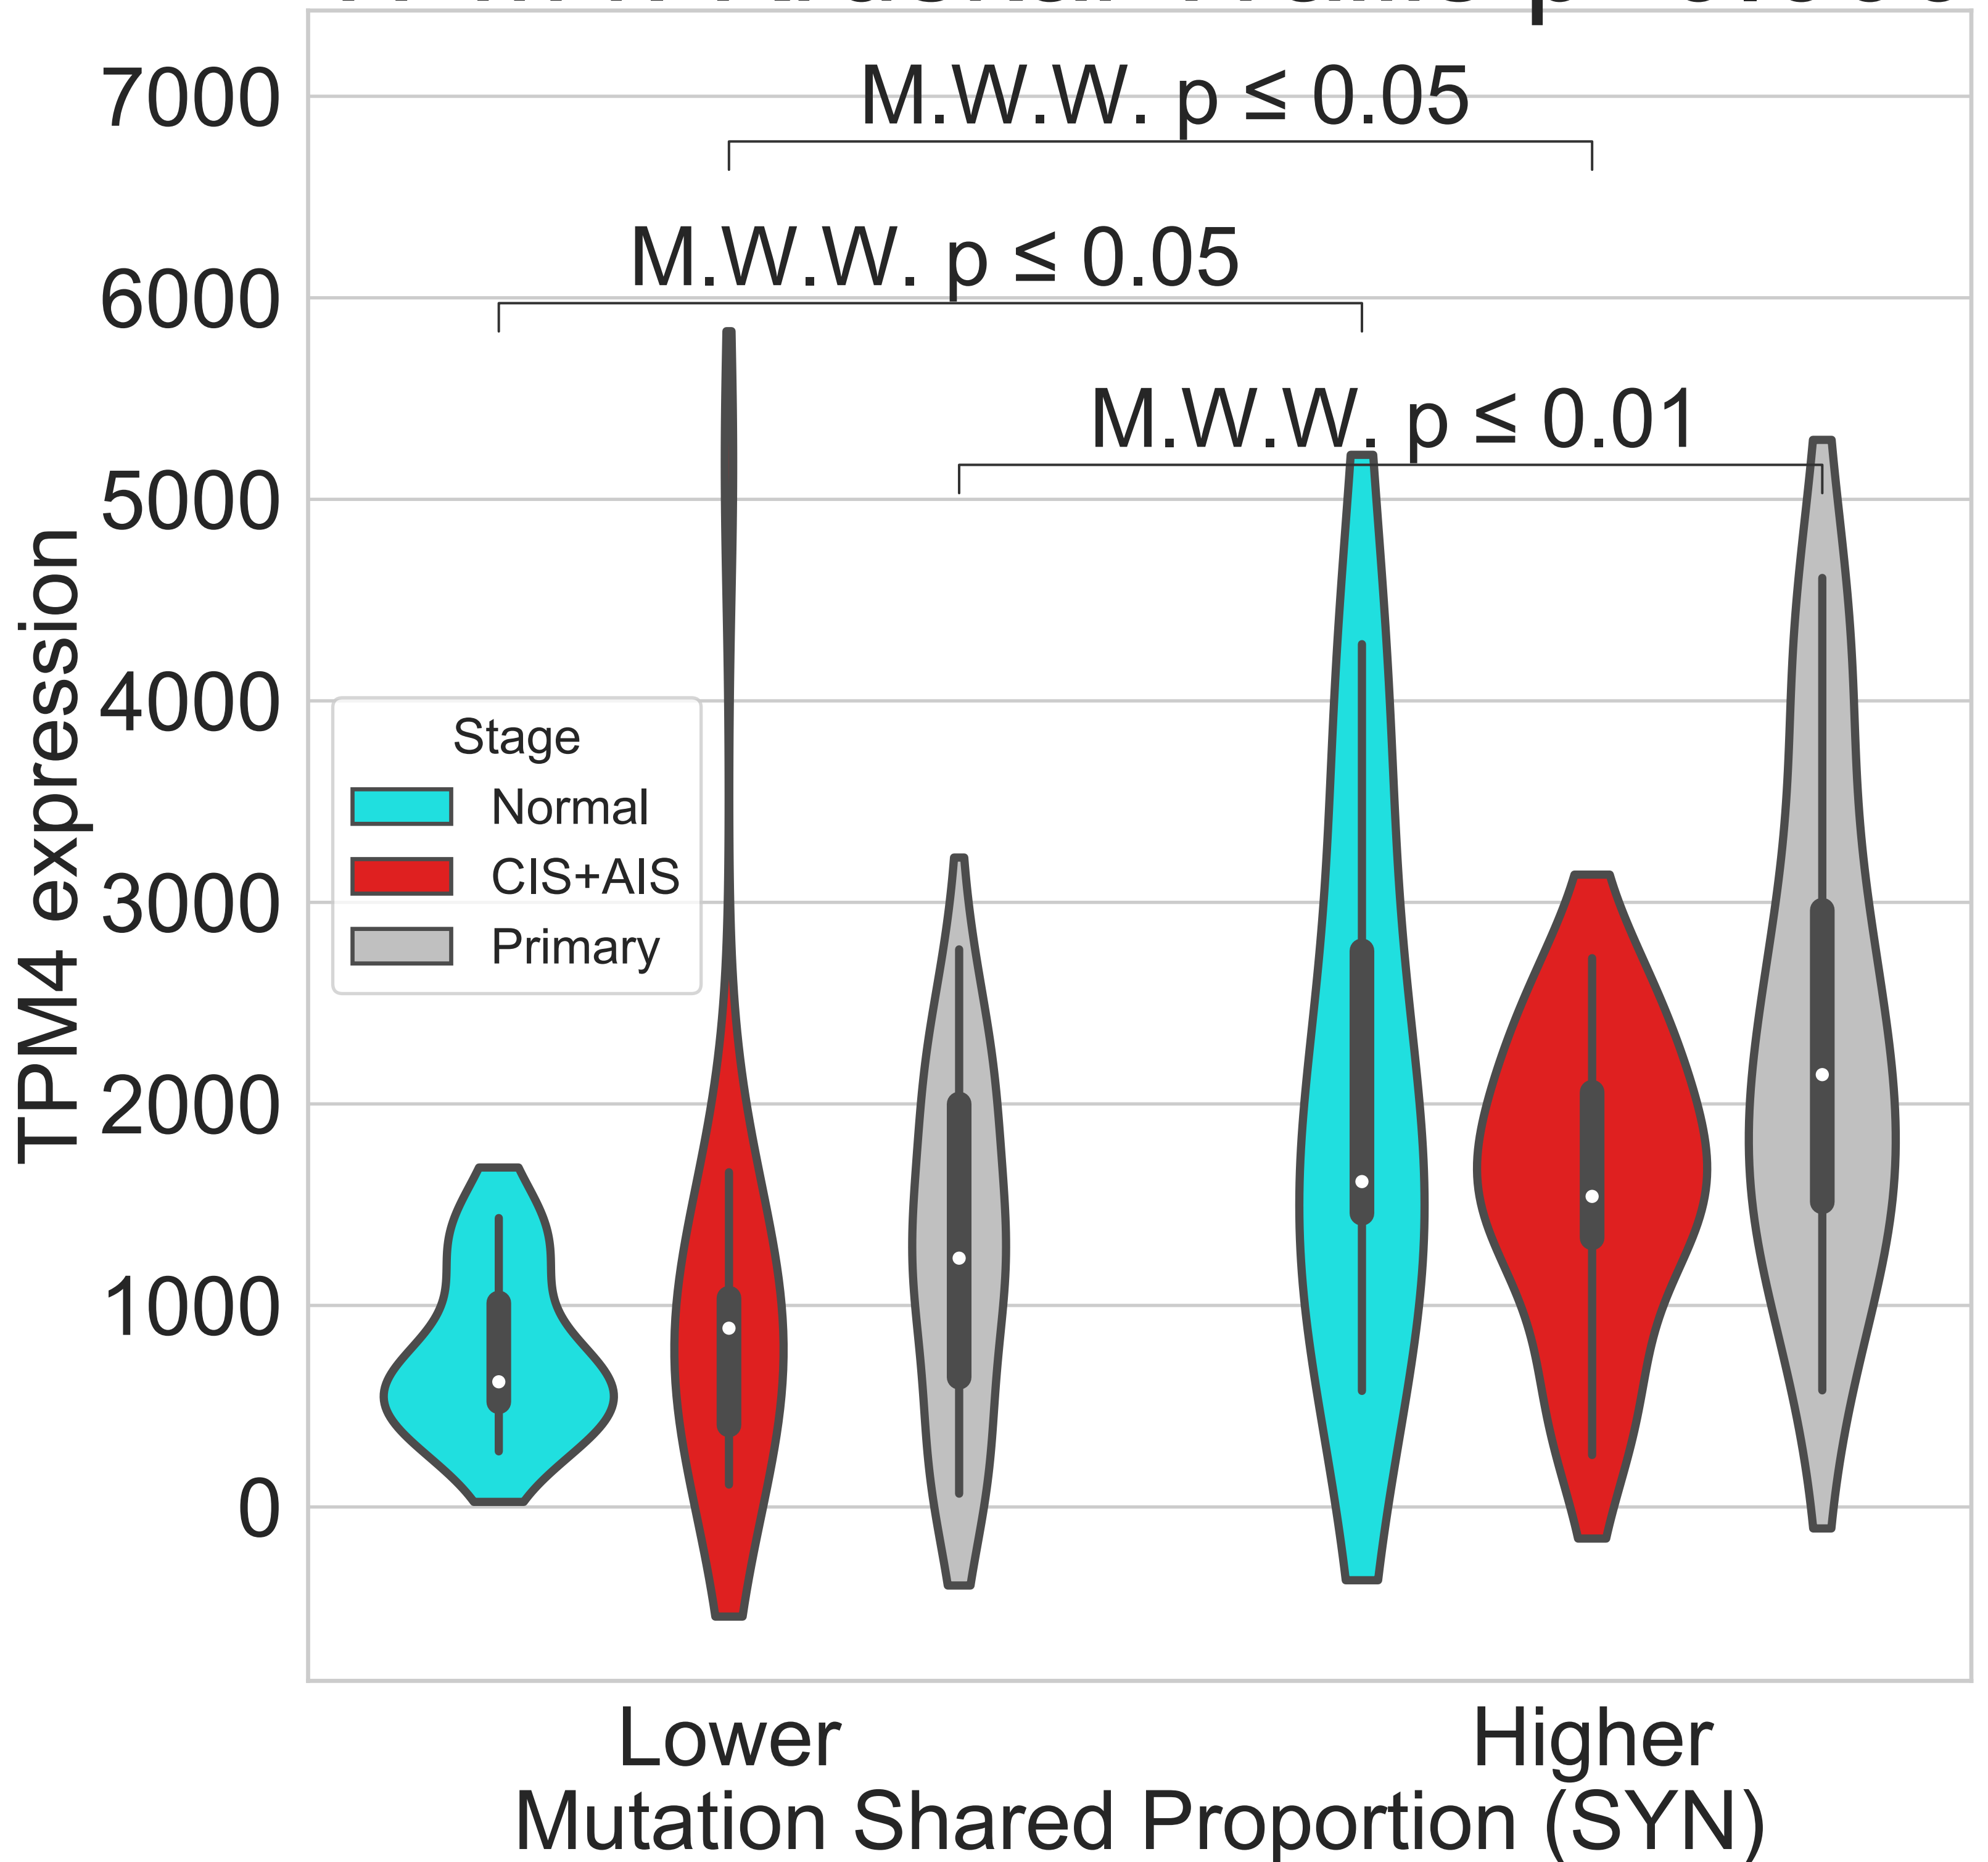 7000
6000
5000
4000
3000
2000
1000
0
TPM4 expression
M.W.W. p ≤ 0.05
M.W.W. p ≤ 0.05
M.W.W. p ≤ 0.01
Stage
Normal
CIS+AIS
Primary
Lower
Higher
Mutation Shared Proportion (SYN)